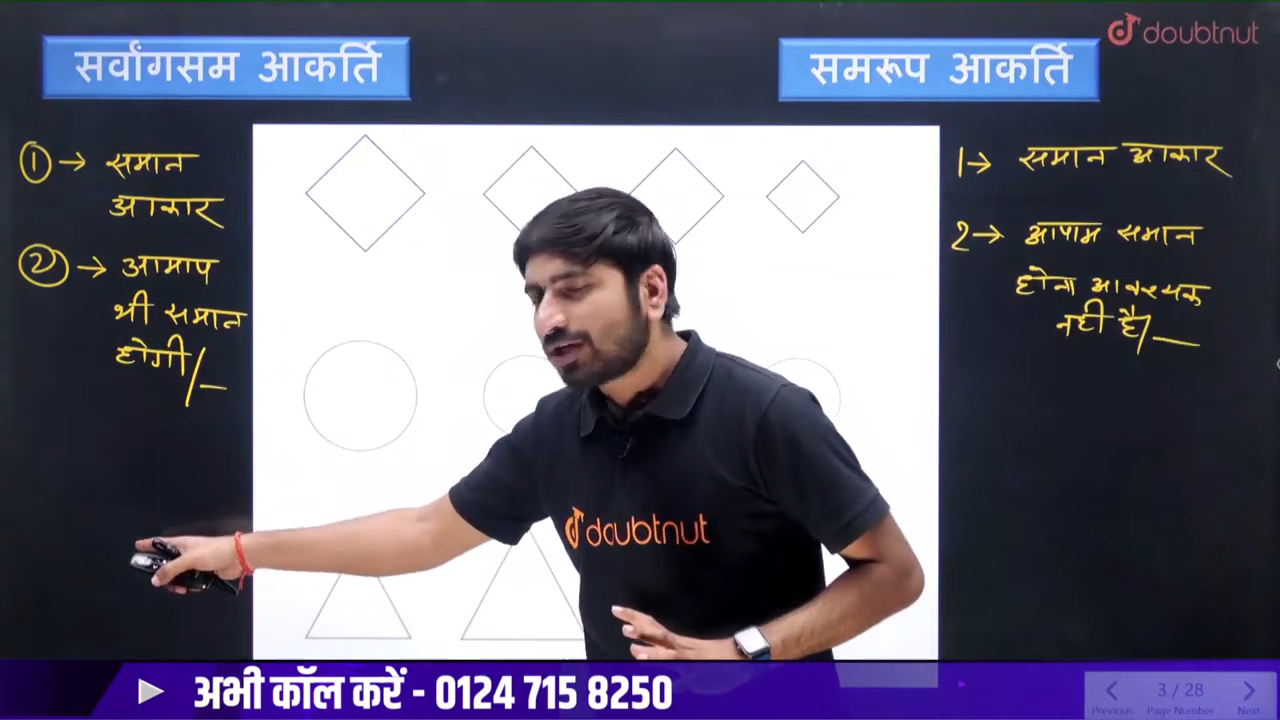 सर्वांगसम आकर्ति
समरूप आकर्ति
doubtnut
① → समान
आकार
② → आमाप
भी समान
होगी/–
1→ समान आकार
2→ आपाम समान
होना आवश्यक
नही है/–
doubtnut
अभी कॉल करें - 0124 715 8250
3 / 28
Previous Page Number Next